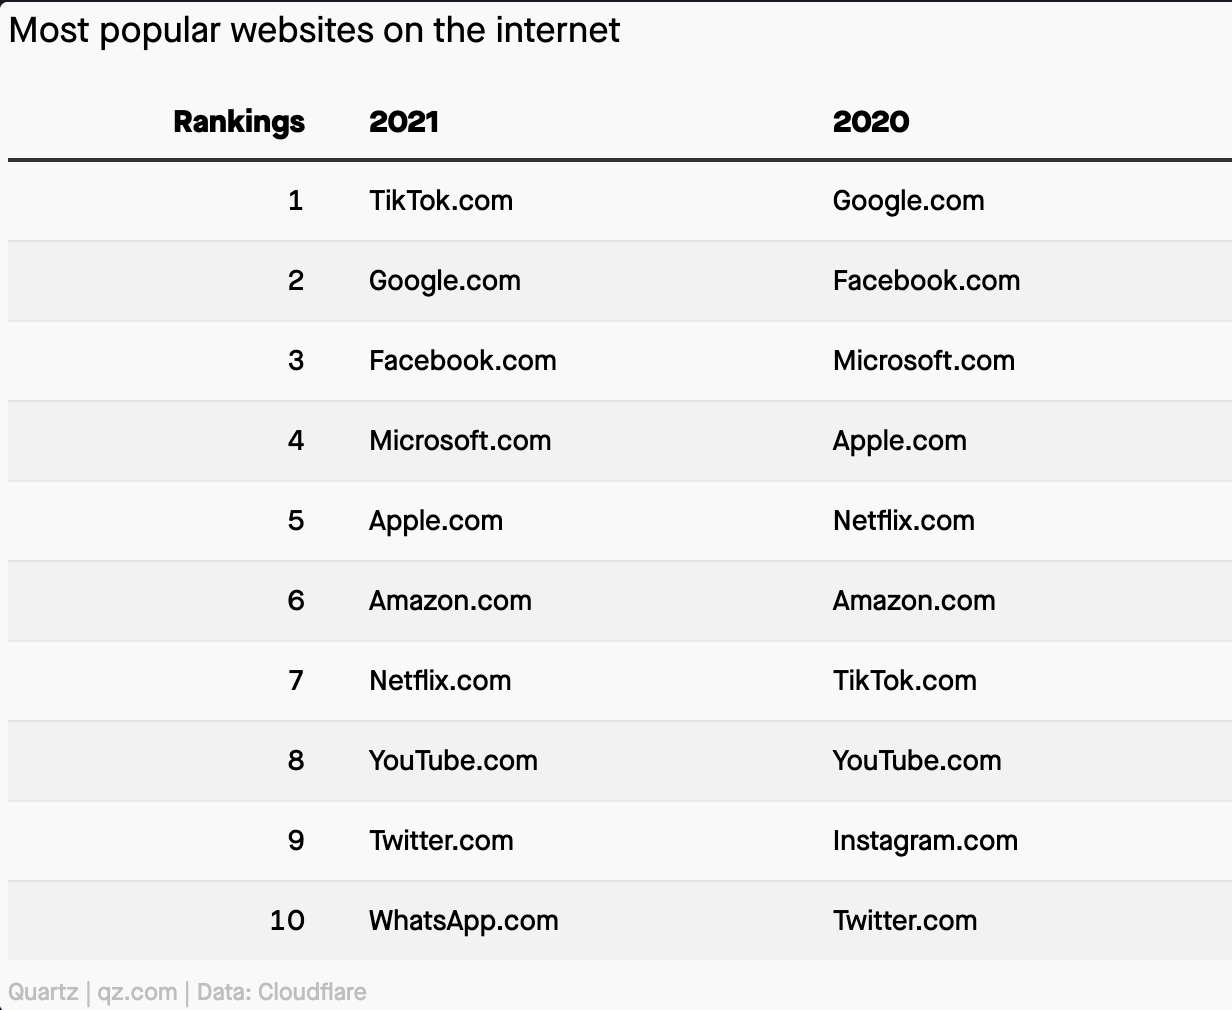 Most popular websites on the internet
Rankings 2021 2020
1 TikTok.com Google.com
2 Google.com Facebook.com
3 Facebook.com Microsoft.com
4 Microsoft.com Apple.com
5 Apple.com Netflix.com
6 Amazon.com Amazon.com
7 Netflix.com TikTok.com
8 YouTube.com YouTube.com
9 Twitter.com Instagram.com
10 WhatsApp.com Twitter.com
Quartz | qz.com | Data: Cloudflare